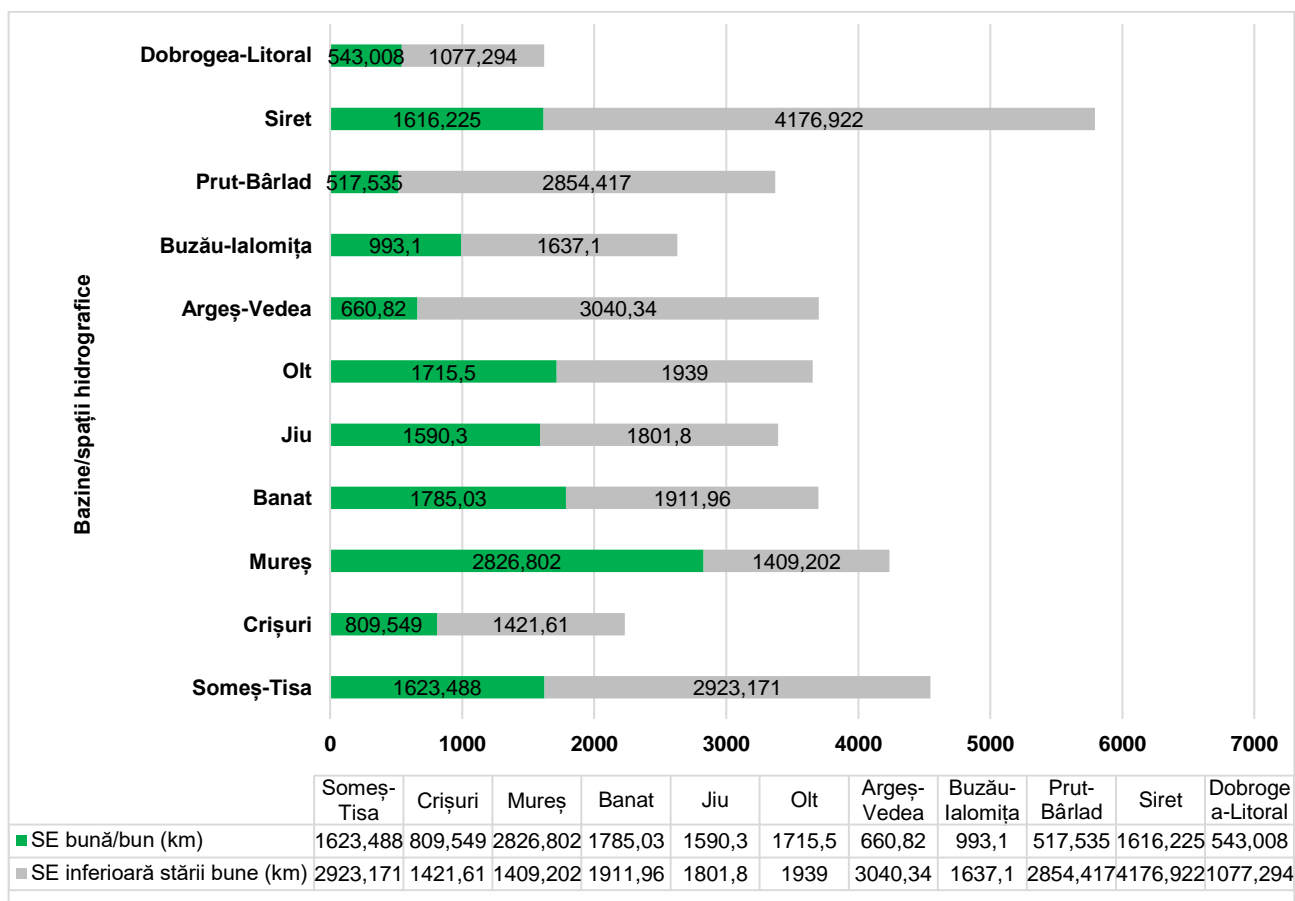 Bazine/spații hidrografice
Dobrogea-Litoral 543,008 1077,294
Siret 1616,225 4176,922
Prut-Bârlad 517,535 2854,417
Buzău-Ialomița 993,1 1637,1
Argeș-Vedea 660,82 3040,34
Olt 1715,5 1939
Jiu 1590,3 1801,8
Banat 1785,03 1911,96
Mureș 2826,802 1409,202
Crișuri 809,549 1421,61
Someș-Tisa 1623,488 2923,171
0 1000 2000 3000 4000 5000 6000 7000
Someș- Argeș- Buzău- Prut- Dobroge
Crișuri Mureș Banat Jiu Olt Siret
Tisa Vedea Ialomița Bârlad a-Litoral
SE bună/bun (km) 1623,488 809,549 2826,802 1785,03 1590,3 1715,5 660,82 993,1 517,535 1616,225 543,008
SE inferioară stării bune (km) 2923,171 1421,61 1409,202 1911,96 1801,8 1939 3040,34 1637,1 2854,417 4176,922 1077,294